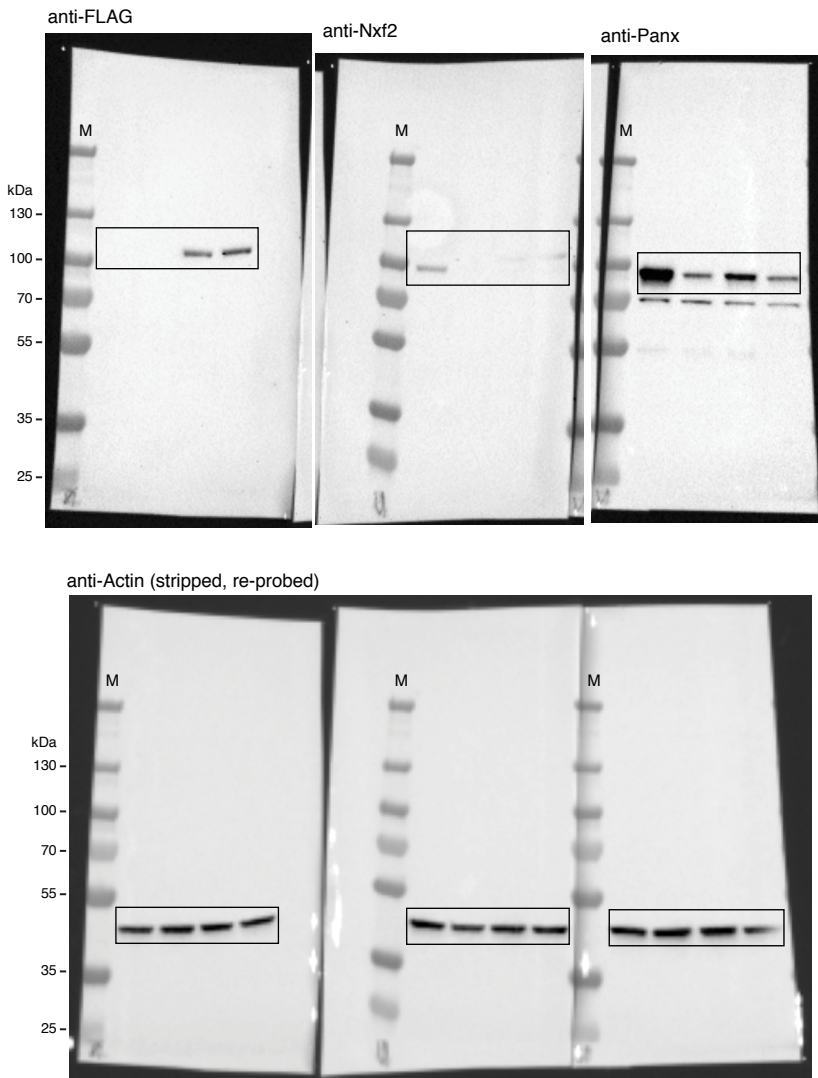 anti-FLAG
anti-Nxf2
anti-Panx
M
M
M
kDa
130
100
70
55
35
25
anti-Actin (stripped, re-probed)
M
M
M
kDa
130
100
70
55
35
25